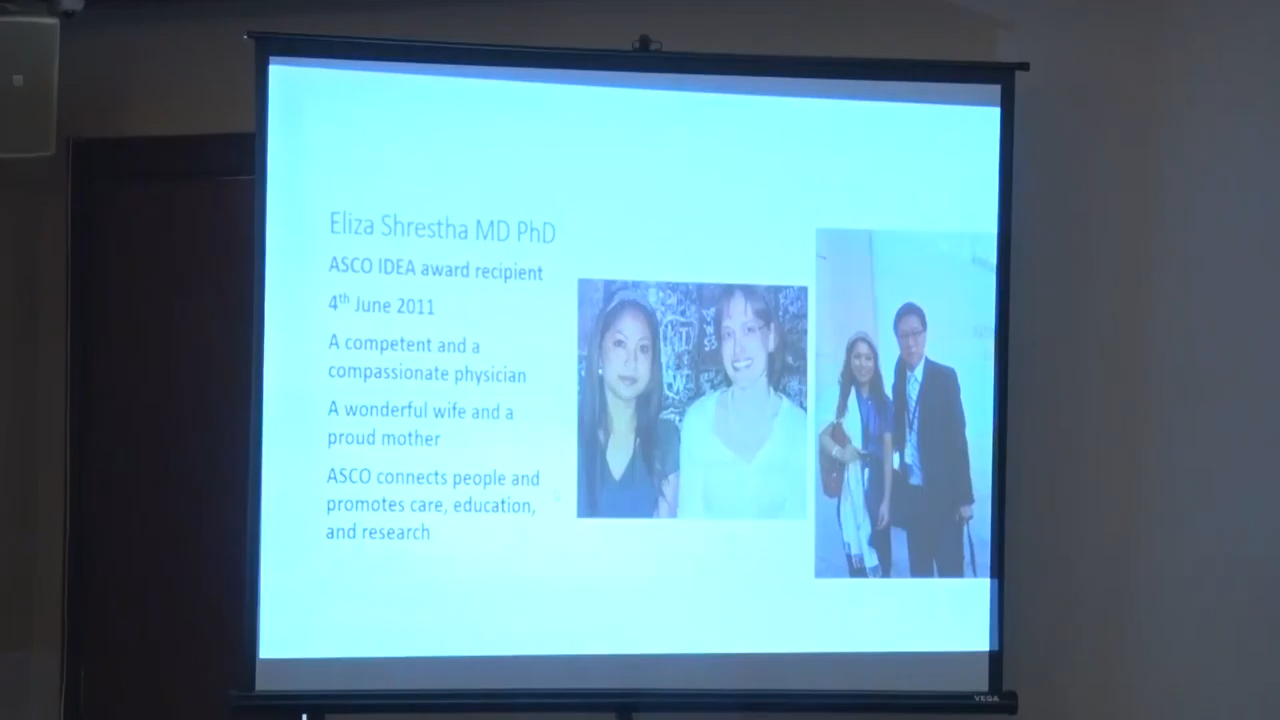 Eliza Shrestha MD PhD
ASCO IDEA award recipient
4th June 2011
A competent and a
compassionate physician
A wonderful wife and a
proud mother
ASCO connects people and
promotes care, education,
and research
VEGA